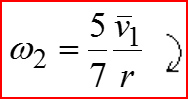 ω₂ = 5/7 v̄₁/r ⤵